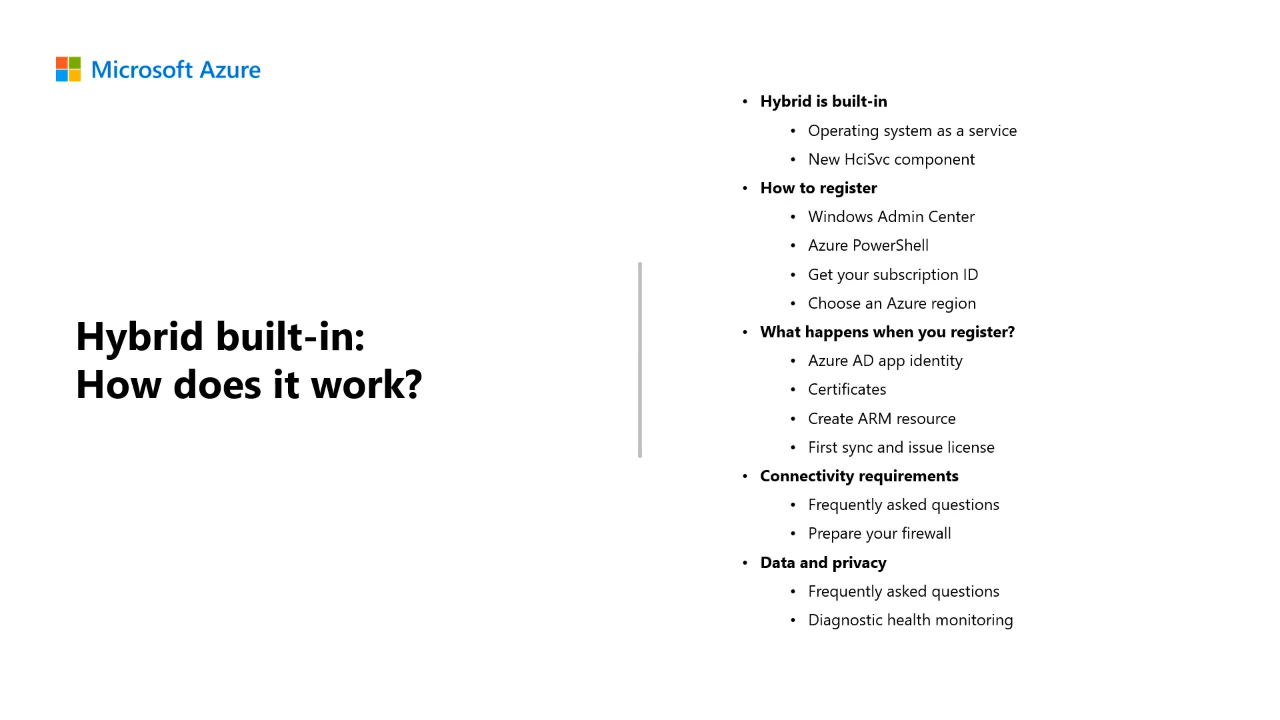 Microsoft Azure
Hybrid built-in:
How does it work?
• Hybrid is built-in
• Operating system as a service
• New HciSvc component
• How to register
• Windows Admin Center
• Azure PowerShell
• Get your subscription ID
• Choose an Azure region
• What happens when you register?
• Azure AD app identity
• Certificates
• Create ARM resource
• First sync and issue license
• Connectivity requirements
• Frequently asked questions
• Prepare your firewall
• Data and privacy
• Frequently asked questions
• Diagnostic health monitoring